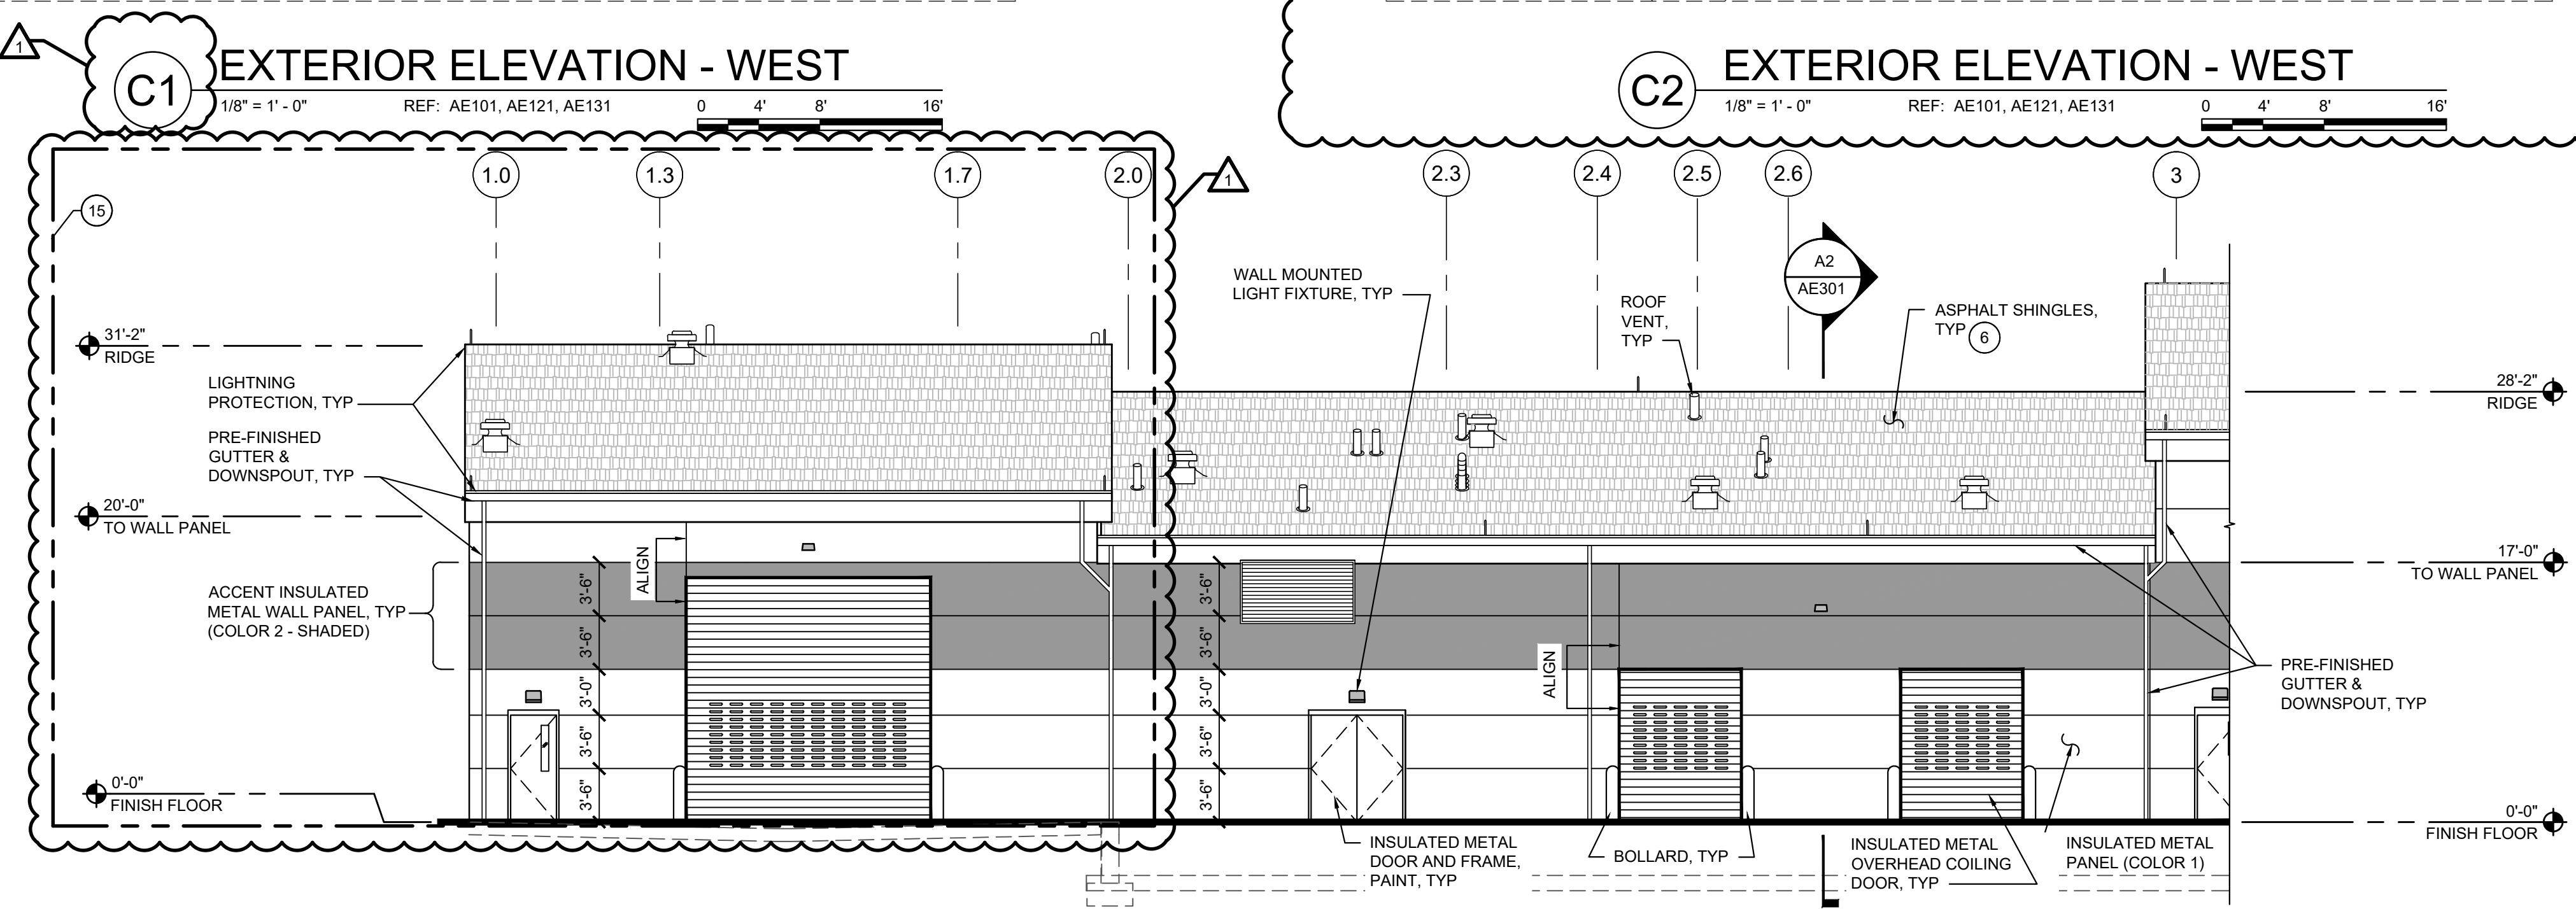 1
C1
EXTERIOR ELEVATION - WEST
1/8" = 1' - 0"
REF: AE101, AE121, AE131
0 4' 8' 16'
C2
EXTERIOR ELEVATION - WEST
1/8" = 1' - 0"
REF: AE101, AE121, AE131
0 4' 8' 16'
1.0
1.3
1.7
2.0
1
2.3
2.4
2.5
2.6
3
15
A2
AE301
WALL MOUNTED
LIGHT FIXTURE, TYP
ROOF
VENT,
TYP
ASPHALT SHINGLES,
TYP
6
31'-2"
RIDGE
LIGHTNING
PROTECTION, TYP
PRE-FINISHED
GUTTER &
DOWNSPOUT, TYP
20'-0"
TO WALL PANEL
ACCENT INSULATED
METAL WALL PANEL, TYP
(COLOR 2 - SHADED)
0'-0"
FINISH FLOOR
3'-6"
3'-6"
3'-0"
3'-6"
3'-6"
ALIGN
3'-6"
3'-6"
3'-0"
3'-6"
3'-6"
ALIGN
28'-2"
RIDGE
17'-0"
TO WALL PANEL
PRE-FINISHED
GUTTER &
DOWNSPOUT, TYP
0'-0"
FINISH FLOOR
INSULATED METAL
DOOR AND FRAME,
PAINT, TYP
BOLLARD, TYP
INSULATED METAL
OVERHEAD COILING
DOOR, TYP
INSULATED METAL
PANEL (COLOR 1)